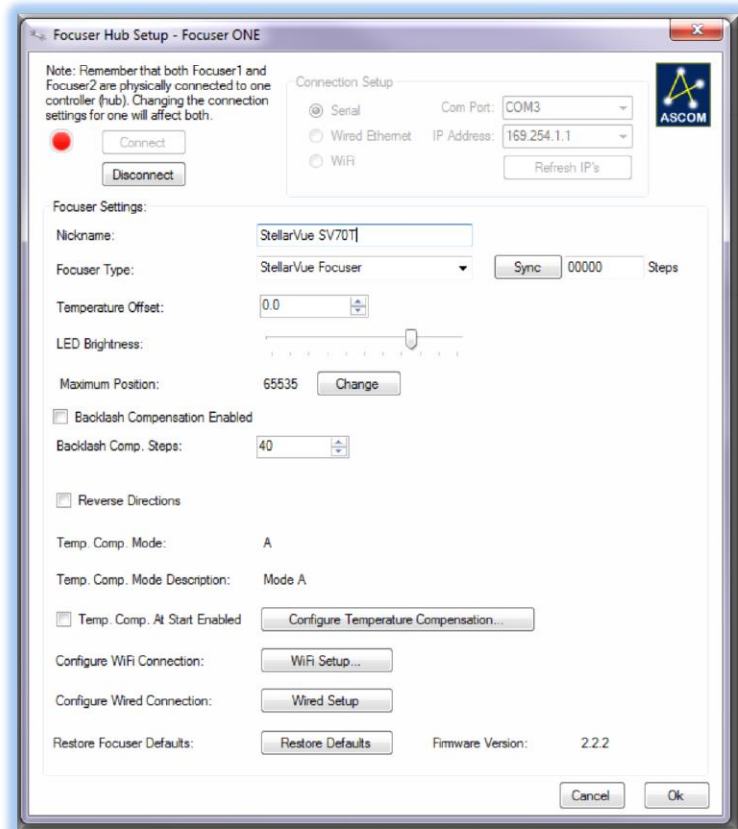 Focuser Hub Setup - Focuser ONE
Note: Remember that both Focuser1 and
Focuser2 are physically connected to one
controller (hub). Changing the connection
settings for one will affect both.
Connect
Disconnect
Connection Setup
Serial
Com Port: COM3
Wired Ethernet
IP Address: 169.254.1.1
WiFi
Refresh IP's
ASCOM
Focuser Settings:
Nickname: StellarVue SV70T
Focuser Type: StellarVue Focuser Sync 00000 Steps
Temperature Offset: 0.0
LED Brightness:
Maximum Position: 65535 Change
Backlash Compensation Enabled
Backlash Comp. Steps: 40
Reverse Directions
Temp. Comp. Mode: A
Temp. Comp. Mode Description: Mode A
Temp. Comp. At Start Enabled Configure Temperature Compensation...
Configure WiFi Connection: WiFi Setup...
Configure Wired Connection: Wired Setup
Restore Focuser Defaults: Restore Defaults Firmware Version: 2.2.2
Cancel Ok